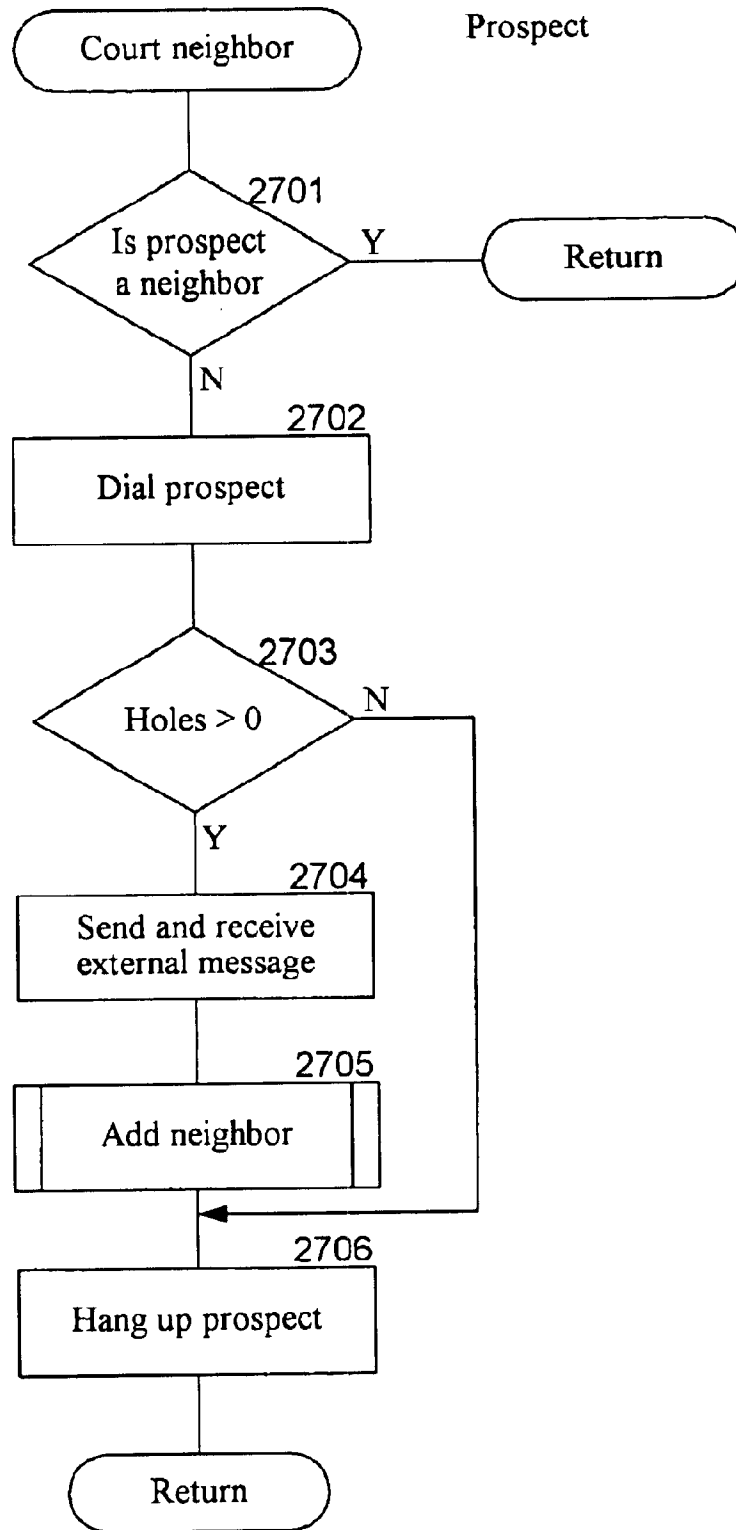 Court neighbor
Prospect
2701
Is prospect
a neighbor
Y
Return
N
2702
Dial prospect
2703
Holes > 0
N
Y
2704
Send and receive
external message
2705
Add neighbor
2706
Hang up prospect
Return